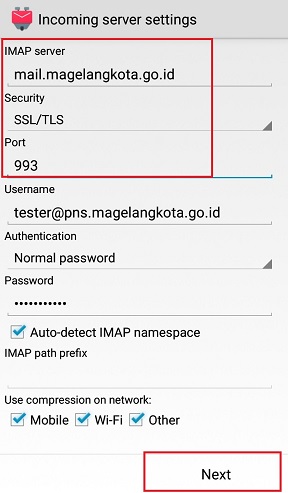 Incoming server settings
IMAP server
mail.magelangkota.go.id
Security
SSL/TLS
Port
993
Username
tester@pns.magelangkota.go.id
Authentication
Normal password
Password
•••••••••••
Auto-detect IMAP namespace
IMAP path prefix
Use compression on network:
Mobile Wi-Fi Other
Next